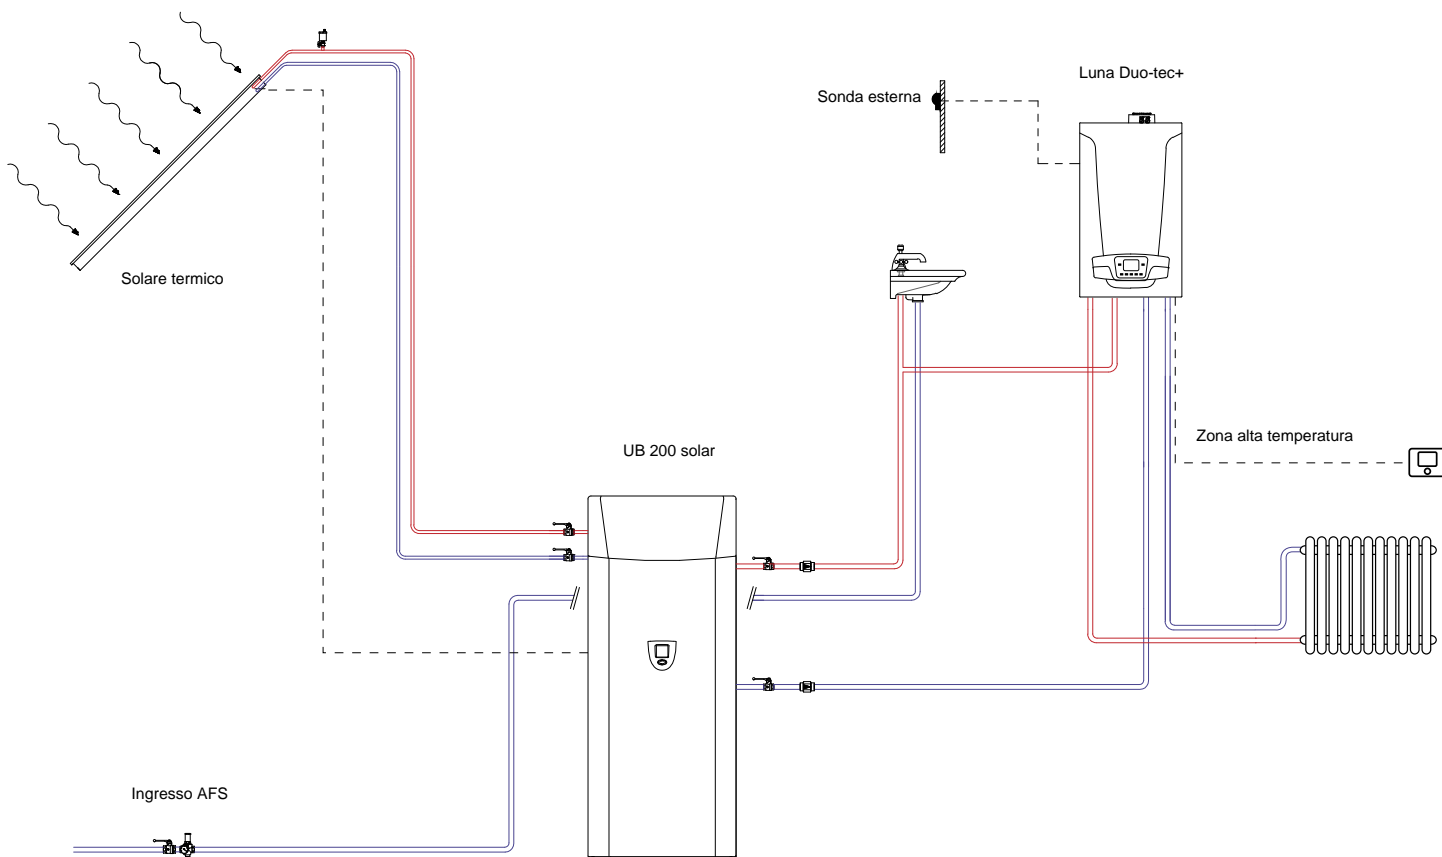 Luna Duo-tec+
Sonda esterna
Solare termico
Zona alta temperatura
UB 200 solar
Ingresso AFS